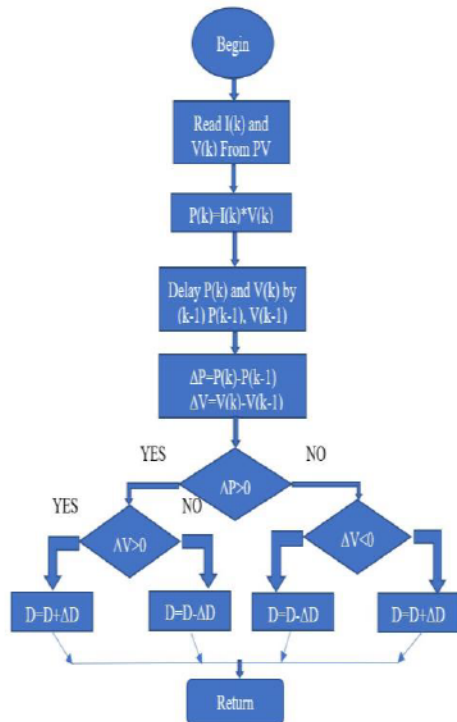 Begin
Read I(k) and
V(k) From PV
P(k)=I(k)*V(k)
Delay P(k) and V(k) by
(k-1) P(k-1), V(k-1)
ΔP=P(k)-P(k-1)
ΔV=V(k)-V(k-1)
YES
NO
ΔP>0
YES
NO
ΔV>0
ΔV<0
D=D+ΔD
D=D-ΔD
D=D-ΔD
D=D+ΔD
Return